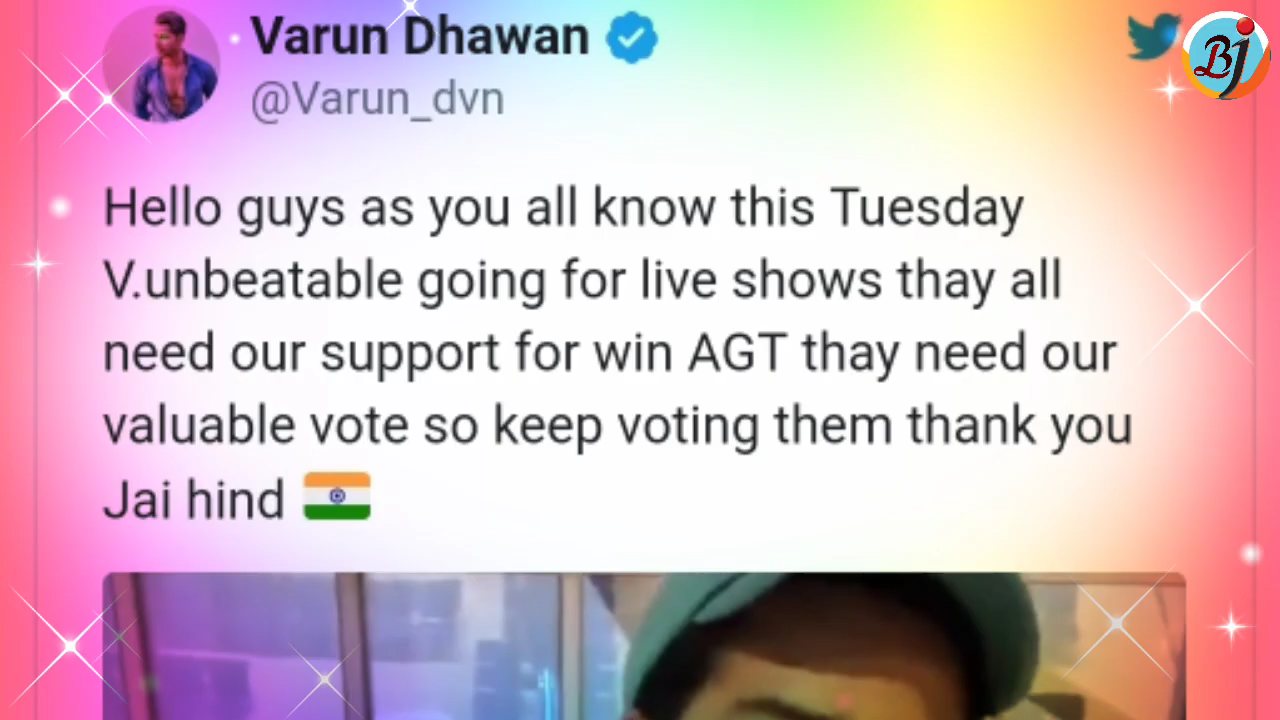 Varun Dhawan
@Varun_dvn
Bj
Hello guys as you all know this Tuesday
V.unbeatable going for live shows thay all
need our support for win AGT thay need our
valuable vote so keep voting them thank you
Jai hind 🇮🇳